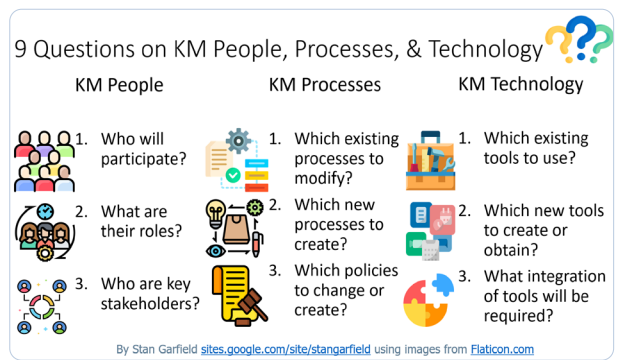 9 Questions on KM People, Processes, & Technology
KM People
1. Who will
participate?
2. What are
their roles?
3. Who are key
stakeholders?
KM Processes
1. Which existing
processes to
modify?
2. Which new
processes to
create?
3. Which policies
to change or
create?
KM Technology
1. Which existing
tools to use?
2. Which new tools
to create or
obtain?
3. What integration
of tools will be
required?
By Stan Garfield sites.google.com/site/stangarfield using images from Flaticon.com